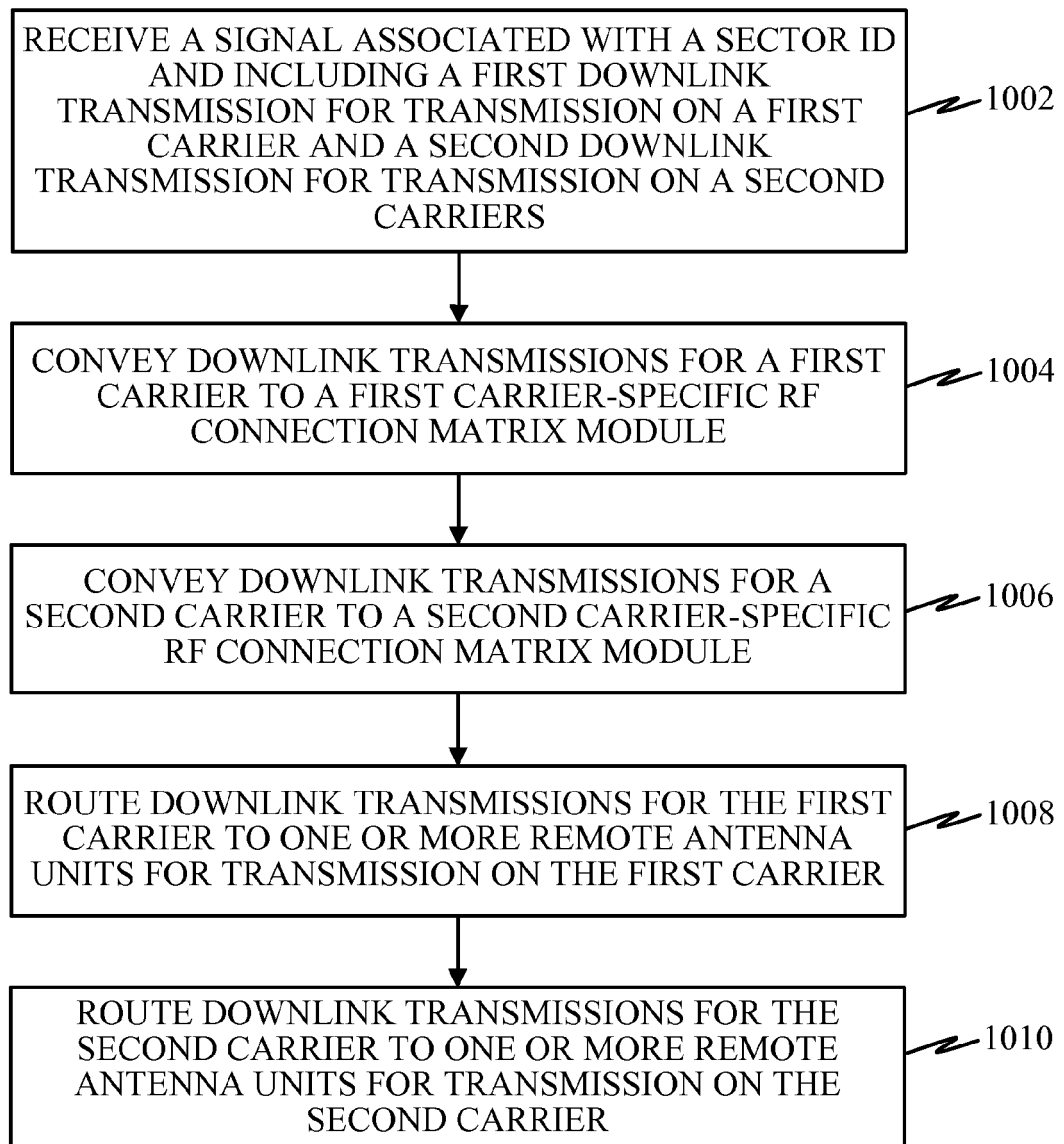 RECEIVE A SIGNAL ASSOCIATED WITH A SECTOR ID
AND INCLUDING A FIRST DOWNLINK
TRANSMISSION FOR TRANSMISSION ON A FIRST
CARRIER AND A SECOND DOWNLINK
TRANSMISSION FOR TRANSMISSION ON A SECOND
CARRIERS
1002
CONVEY DOWNLINK TRANSMISSIONS FOR A FIRST
CARRIER TO A FIRST CARRIER-SPECIFIC RF
CONNECTION MATRIX MODULE
1004
CONVEY DOWNLINK TRANSMISSIONS FOR A
SECOND CARRIER TO A SECOND CARRIER-SPECIFIC
RF CONNECTION MATRIX MODULE
1006
ROUTE DOWNLINK TRANSMISSIONS FOR THE FIRST
CARRIER TO ONE OR MORE REMOTE ANTENNA
UNITS FOR TRANSMISSION ON THE FIRST CARRIER
1008
ROUTE DOWNLINK TRANSMISSIONS FOR THE
SECOND CARRIER TO ONE OR MORE REMOTE
ANTENNA UNITS FOR TRANSMISSION ON THE
SECOND CARRIER
1010